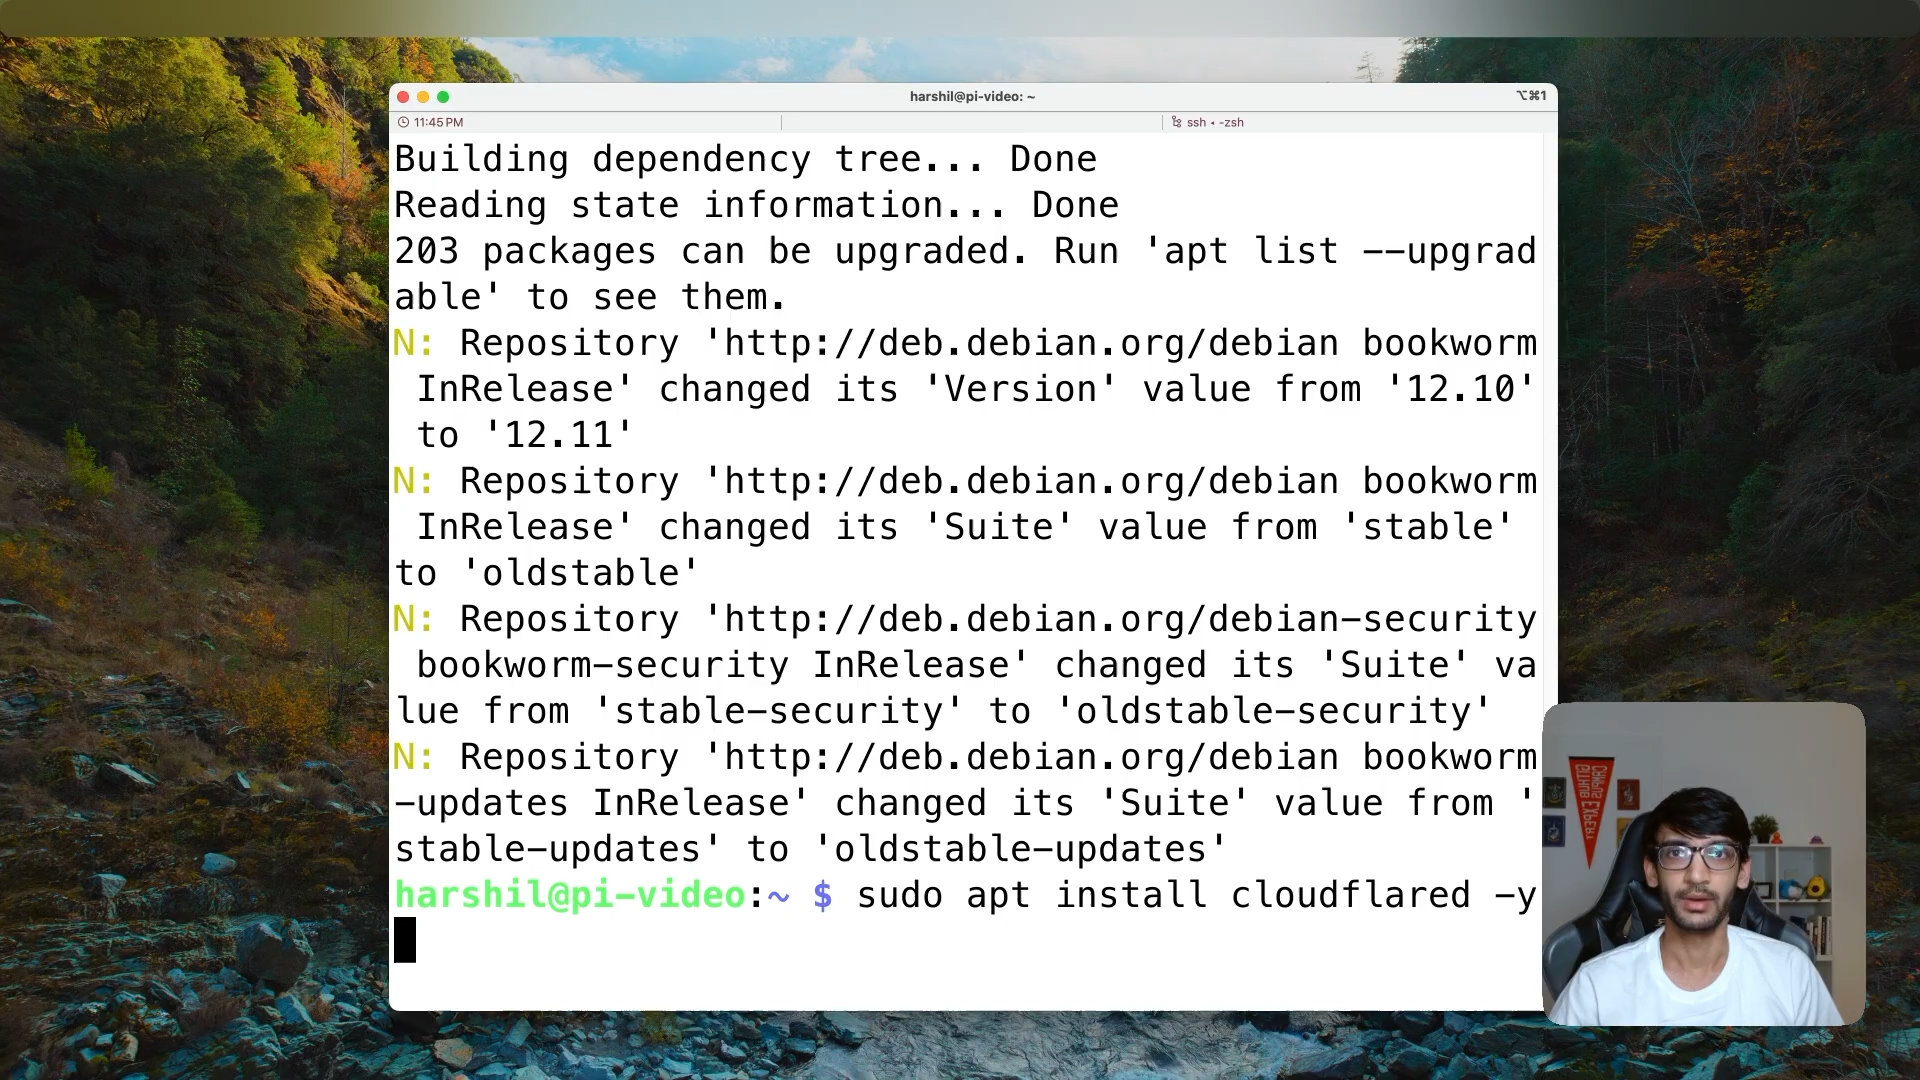 harshil@pi-video: ~
⌥⌘1
11:45 PM
ssh • -zsh
Building dependency tree... Done
Reading state information... Done
203 packages can be upgraded. Run 'apt list --upgrad
able' to see them.
N: Repository 'http://deb.debian.org/debian bookworm
InRelease' changed its 'Version' value from '12.10'
to '12.11'
N: Repository 'http://deb.debian.org/debian bookworm
InRelease' changed its 'Suite' value from 'stable'
to 'oldstable'
N: Repository 'http://deb.debian.org/debian-security
bookworm-security InRelease' changed its 'Suite' va
lue from 'stable-security' to 'oldstable-security'
N: Repository 'http://deb.debian.org/debian bookworm
-updates InRelease' changed its 'Suite' value from '
stable-updates' to 'oldstable-updates'
harshil@pi-video:~ $ sudo apt install cloudflared -y